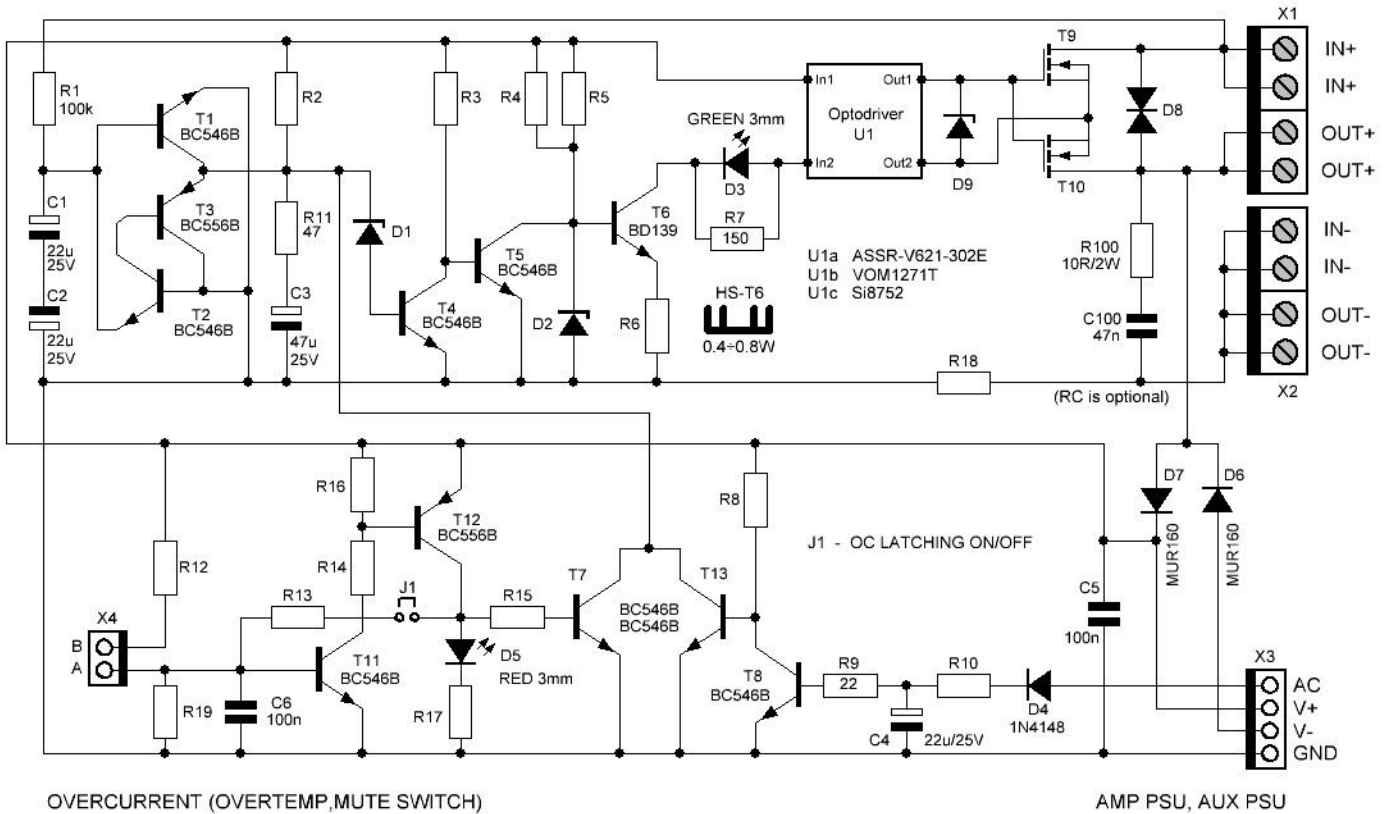 X1
IN+
IN+
OUT+
OUT+
IN-
IN-
OUT-
OUT-
X2
R1
100k
T1
BC546B
R2
R3
R4
R5
In1
Out1
Optodriver
U1
In2
Out2
T9
T10
D8
D9
GREEN 3mm
D3
R7
150
T3
BC556B
T2
BC546B
C1
22u
25V
C2
22u
25V
R11
47
C3
47u
25V
D1
T5
BC546B
T4
BC546B
D2
T6
BD139
R6
U1a ASSR-V621-302E
U1b VOM1271T
U1c Si8752
HS-T6
0.4÷0.8W
R18
R100
10R/2W
C100
47n
(RC is optional)
R16
T12
BC556B
R8
D7
MUR160
D6
MUR160
J1 - OC LATCHING ON/OFF
R12
R14
R13
J1
R15
T7
T13
BC546B
BC546B
C5
100n
X4
B
A
T11
BC546B
D5
RED 3mm
R19
C6
100n
R17
T8
BC546B
R9
22
R10
D4
1N4148
C4
22u/25V
X3
AC
V+
V-
GND
OVERCURRENT (OVERTEMP,MUTE SWITCH)
AMP PSU, AUX PSU